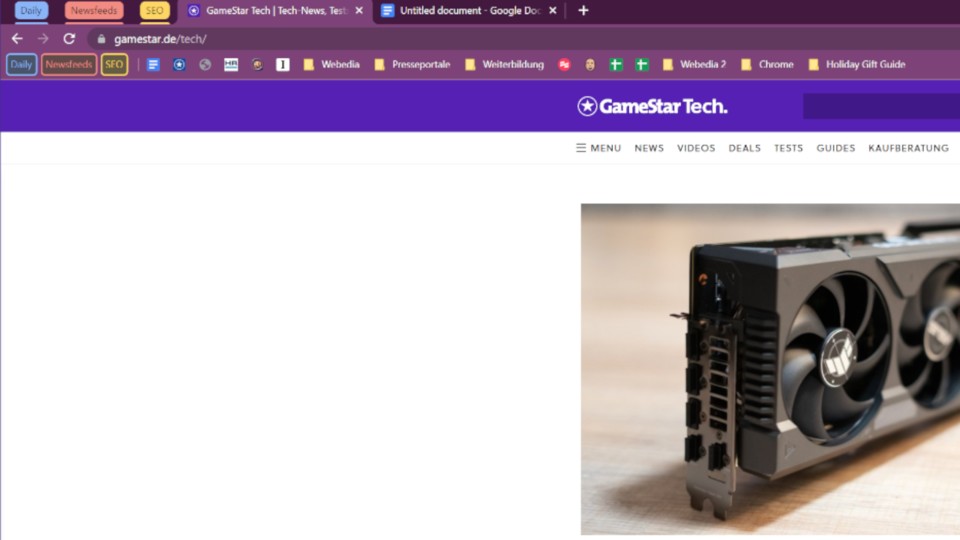 Daily Newsfeeds SEO GameStar Tech | Tech-News, Test Untitled document - Google Doc
gamestar.de/tech/
Daily Newsfeeds SEO HR 1 Webedia Presseportale Weiterbildung Webedia 2 Chrome Holiday Gift Guide
GameStar Tech.
MENU NEWS VIDEOS DEALS TESTS GUIDES KAUFBERATUNG